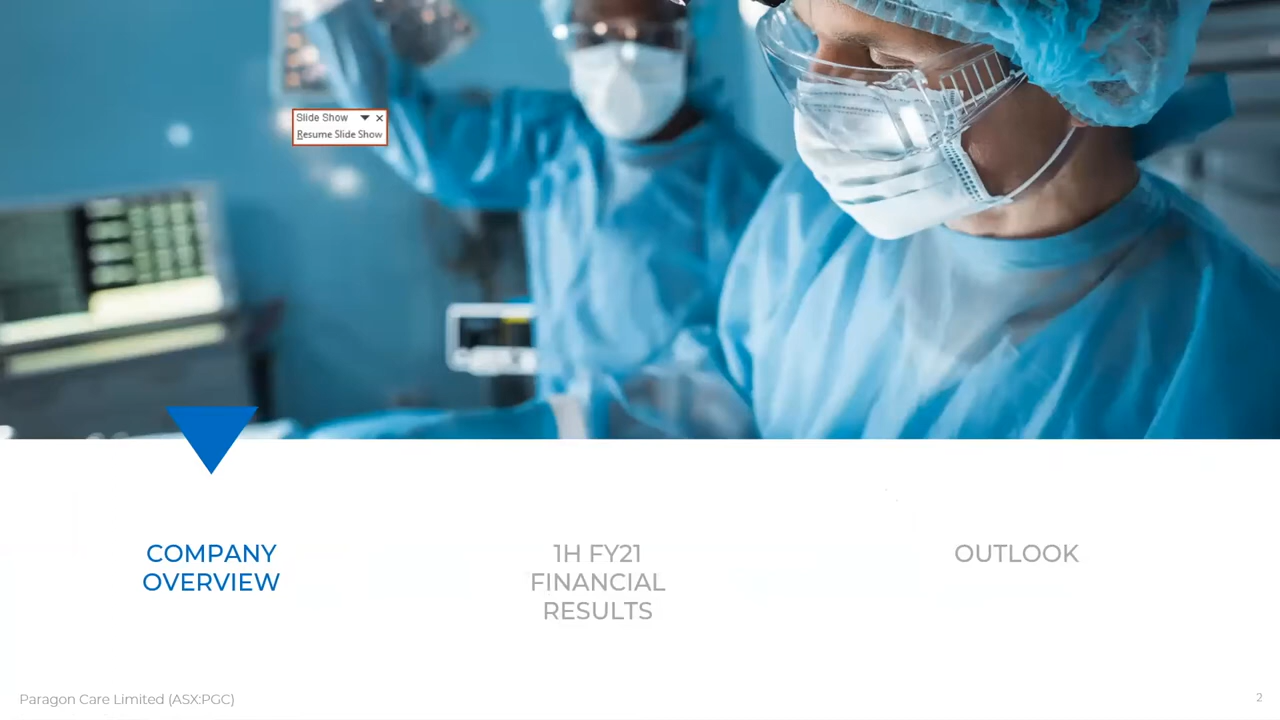 Slide Show
Resume Slide Show
COMPANY
OVERVIEW
1H FY21
FINANCIAL
RESULTS
OUTLOOK
Paragon Care Limited (ASX:PGC)
2